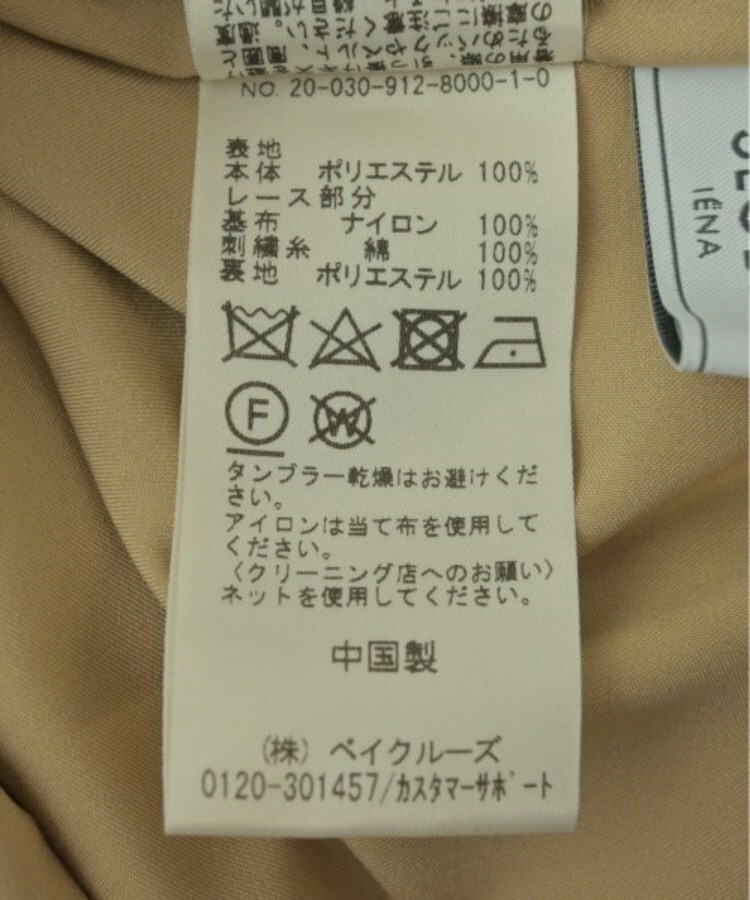 NO. 20-030-912-8000-1-0
表地
本体 ポリエステル 100%
レース部分
基布 ナイロン 100%
刺繍糸 綿 100%
裏地 ポリエステル 100%
F
W
タンブラー乾燥はお避けくだ
さい。
アイロンは当て布を使用して
ください。
〈クリーニング店へのお願い〉
ネットを使用してください。
中国製
(株) ベイクルーズ
0120-301457/カスタマーサポート
IÉNA